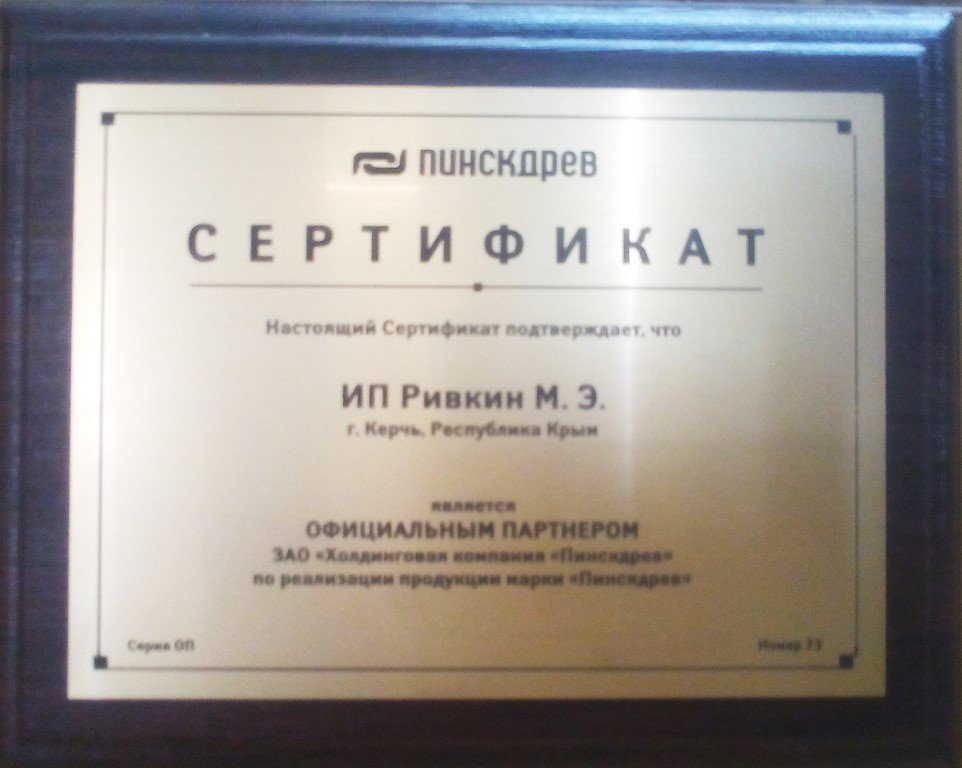 пинскдрев
СЕРТИФИКАТ
Настоящий Сертификат подтверждает, что
ИП Ривкин М. Э.
г. Керчь, Республика Крым
является
ОФИЦИАЛЬНЫМ ПАРТНЕРОМ
ЗАО «Холдинговая компания «Пинскдрев»
по реализации продукции марки «Пинскдрев»
Серия ОП
Номер 73